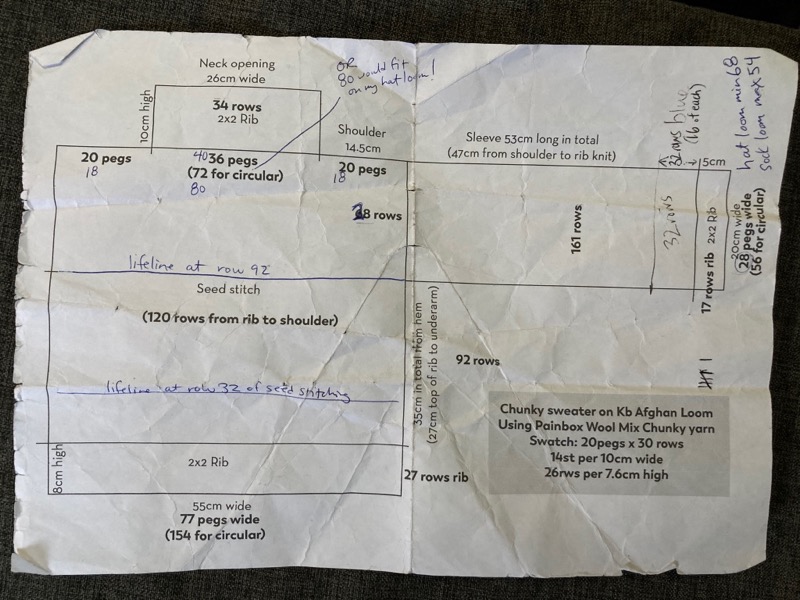 Neck opening
26cm wide
OR
80 would fit
on my hat loom!
10cm high
34 rows
2x2 Rib
Shoulder
14.5cm
Sleeve 53cm long in total
(47cm from shoulder to rib knit)
32 rows blue
(16 of each)
5cm
hat loom min 68
sock loom max 54
20 pegs
18
40 36 pegs
(72 for circular)
80
20 pegs
18
28 rows
161 rows
32 rows
17 rows rib 2x2 Rib
20cm wide
28 pegs wide
(56 for circular)
lifeline at row 92
Seed stitch
(120 rows from rib to shoulder)
35cm in total from hem
(27cm top of rib to underarm)
92 rows
lifeline at row 32 of seed stitching
Chunky sweater on Kb Afghan Loom
Using Painbox Wool Mix Chunky yarn
Swatch: 20pegs x 30 rows
14st per 10cm wide
26rws per 7.6cm high
8cm high
2x2 Rib
27 rows rib
55cm wide
77 pegs wide
(154 for circular)